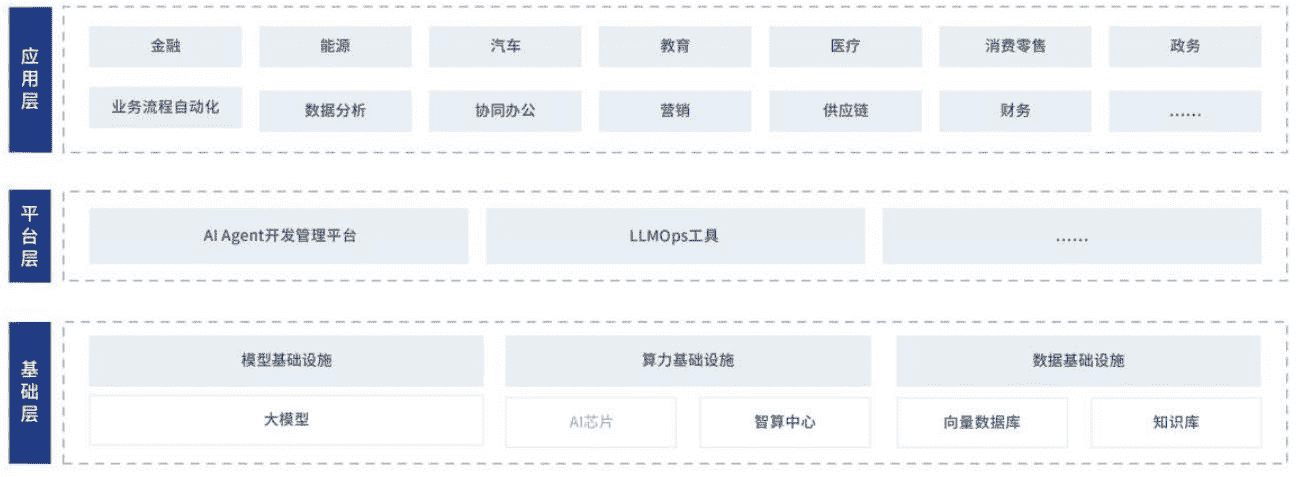 应用层
金融
能源
汽车
教育
医疗
消费零售
政务
业务流程自动化
数据分析
协同办公
营销
供应链
财务
……
平台层
AI Agent开发管理平台
LLMOps工具
……
基础层
模型基础设施
算力基础设施
数据基础设施
大模型
AI芯片
智算中心
向量数据库
知识库